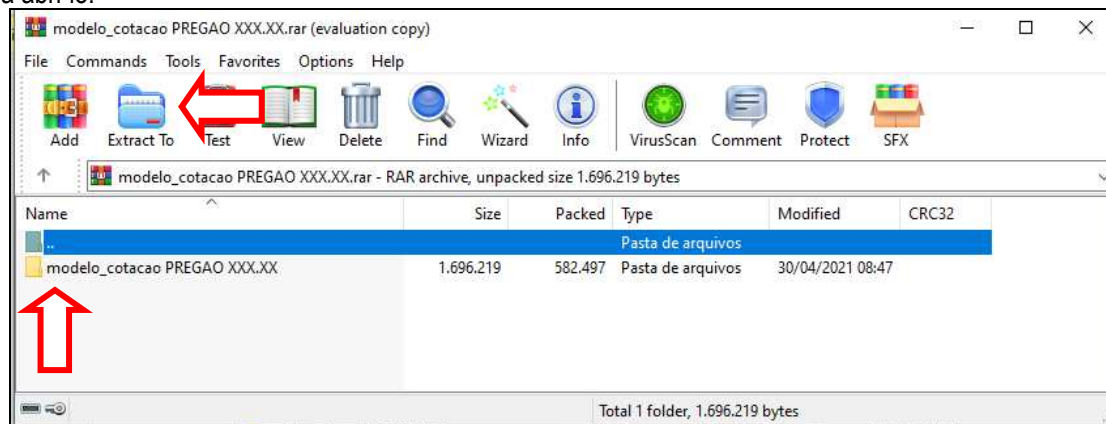 modelo_cotacao PREGAO XXX.XX.rar (evaluation copy)
File Commands Tools Favorites Options Help
Add Extract To Test View Delete Find Wizard Info VirusScan Comment Protect SFX
modelo_cotacao PREGAO XXX.XX.rar - RAR archive, unpacked size 1.696.219 bytes
Name Size Packed Type Modified CRC32
.. Pasta de arquivos
modelo_cotacao PREGAO XXX.XX 1.696.219 582.497 Pasta de arquivos 30/04/2021 08:47
Total 1 folder, 1.696.219 bytes